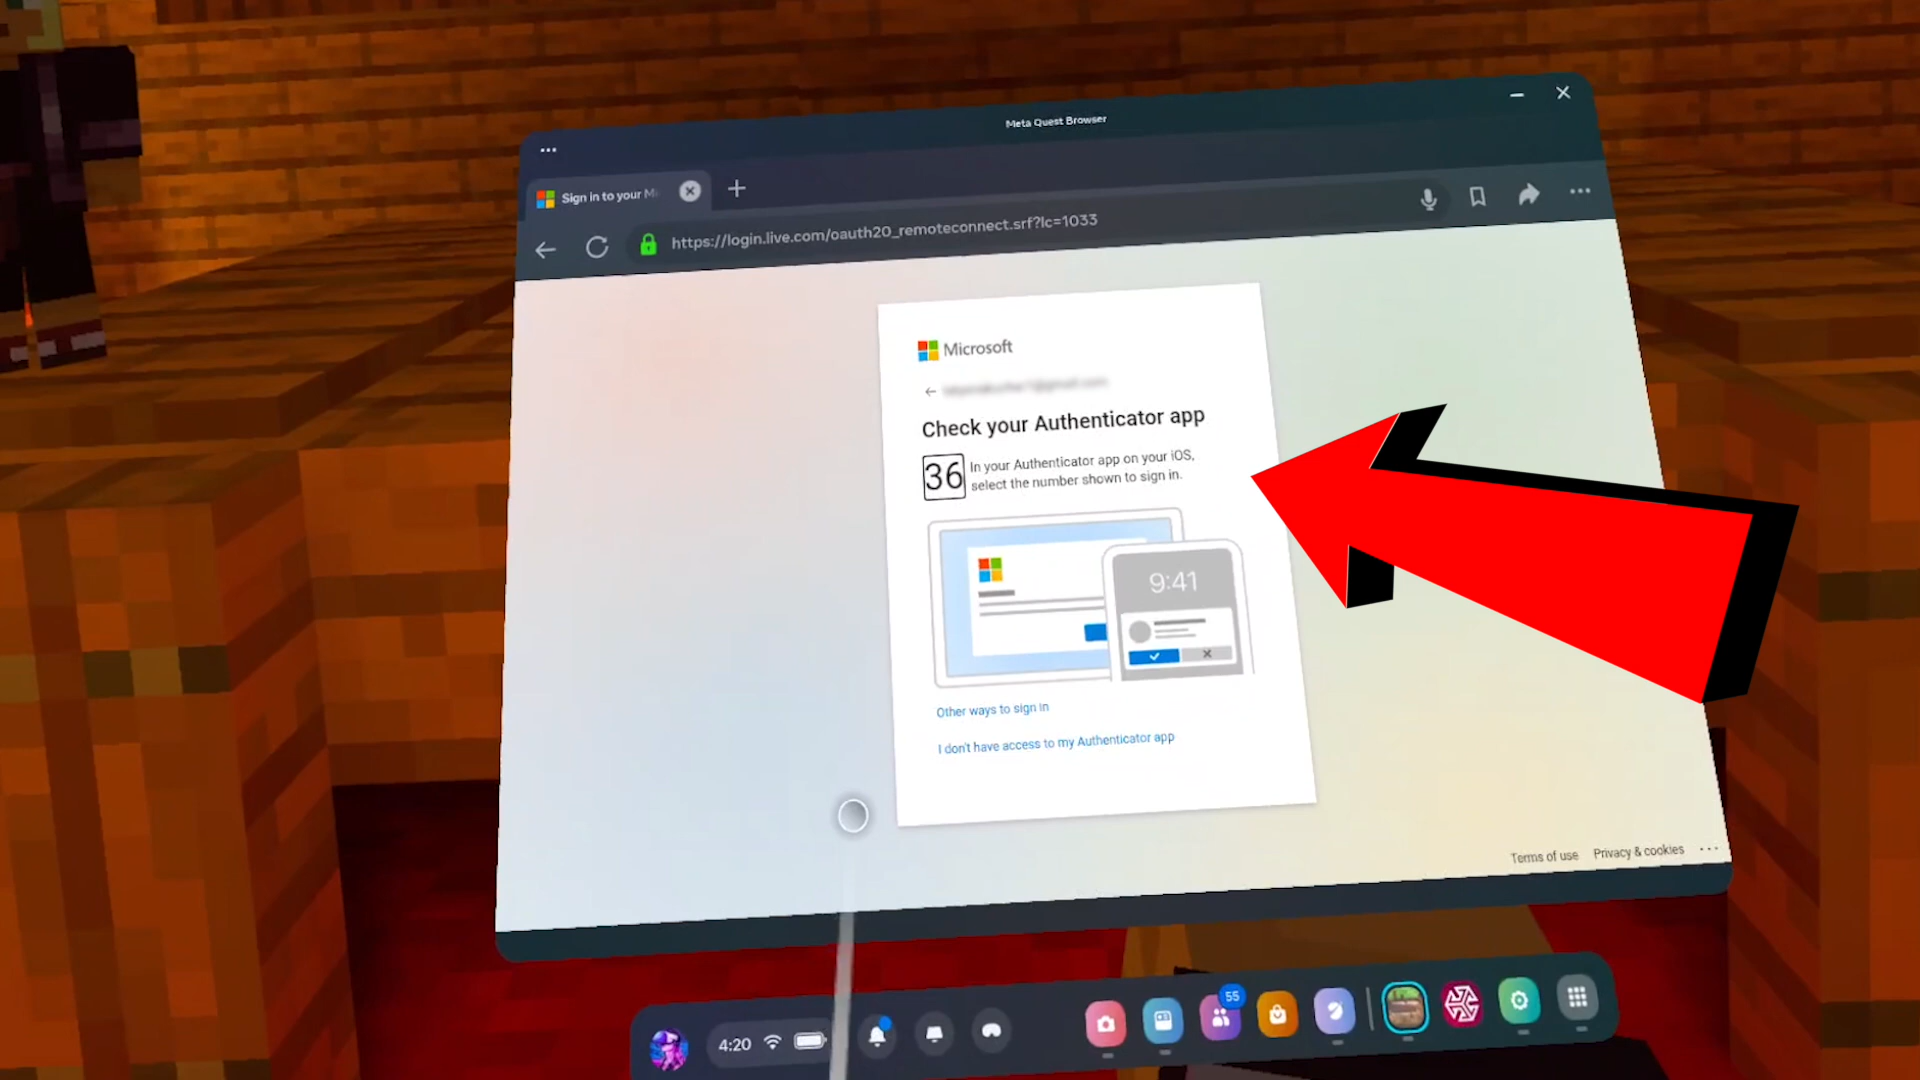 Meta Quest Browser
Sign in to your M
https://login.live.com/oauth20_remoteconnect.srf?lc=1033
Microsoft
Check your Authenticator app
36
In your Authenticator app on your iOS,
select the number shown to sign in.
9:41
Other ways to sign in
I don't have access to my Authenticator app
Terms of use Privacy & cookies
55
4:20